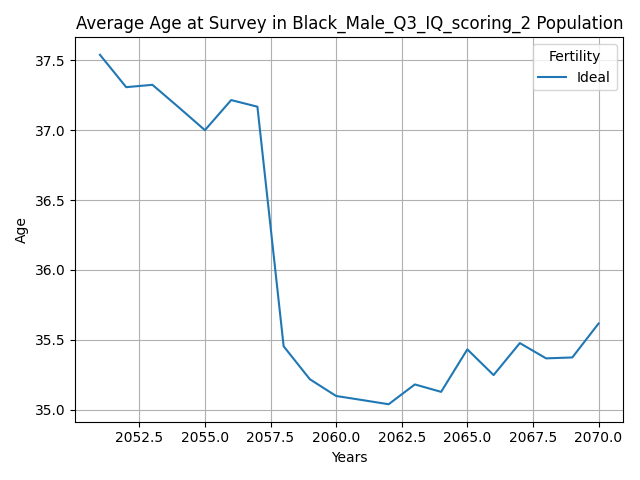 Average Age at Survey in Black_Male_Q3_IQ_scoring_2 Population
Fertility
Ideal
37.5
37.0
36.5
36.0
35.5
35.0
Age
2052.5 2055.0 2057.5 2060.0 2062.5 2065.0 2067.5 2070.0
Years